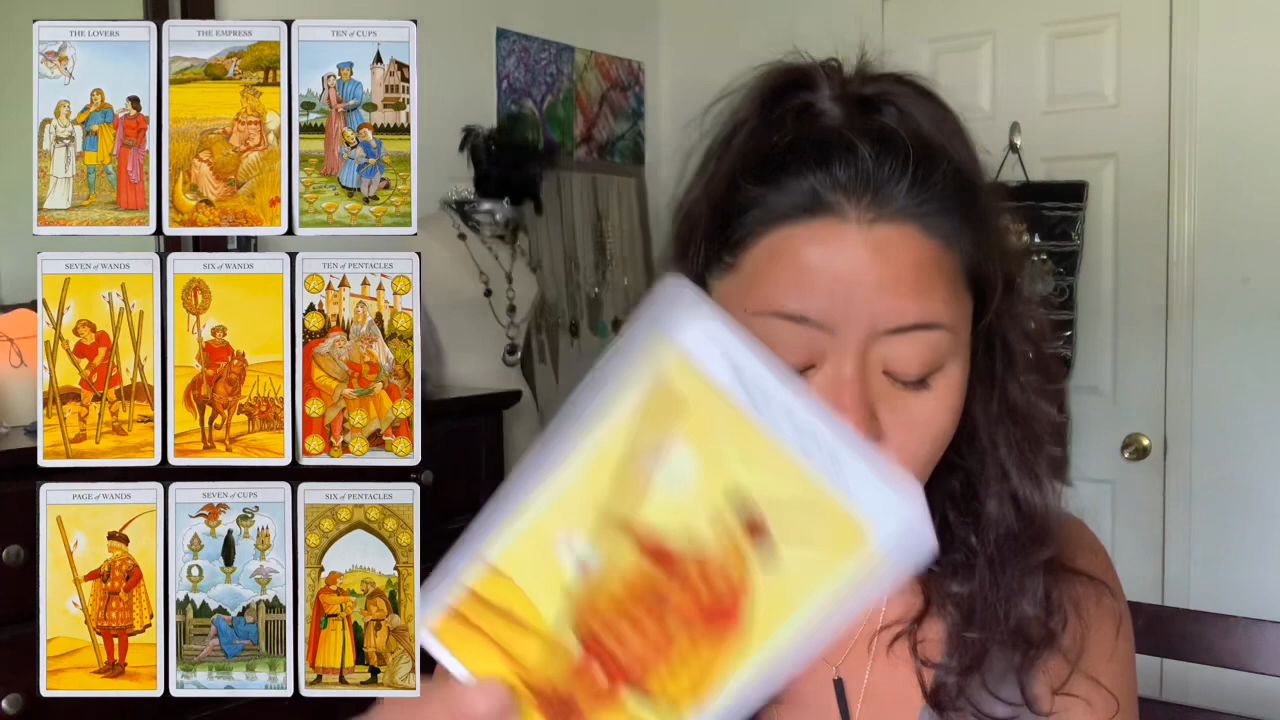 THE LOVERS
THE EMPRESS
TEN of CUPS
SEVEN of WANDS
SIX of WANDS
TEN of PENTACLES
PAGE of WANDS
SEVEN of CUPS
SIX of PENTACLES